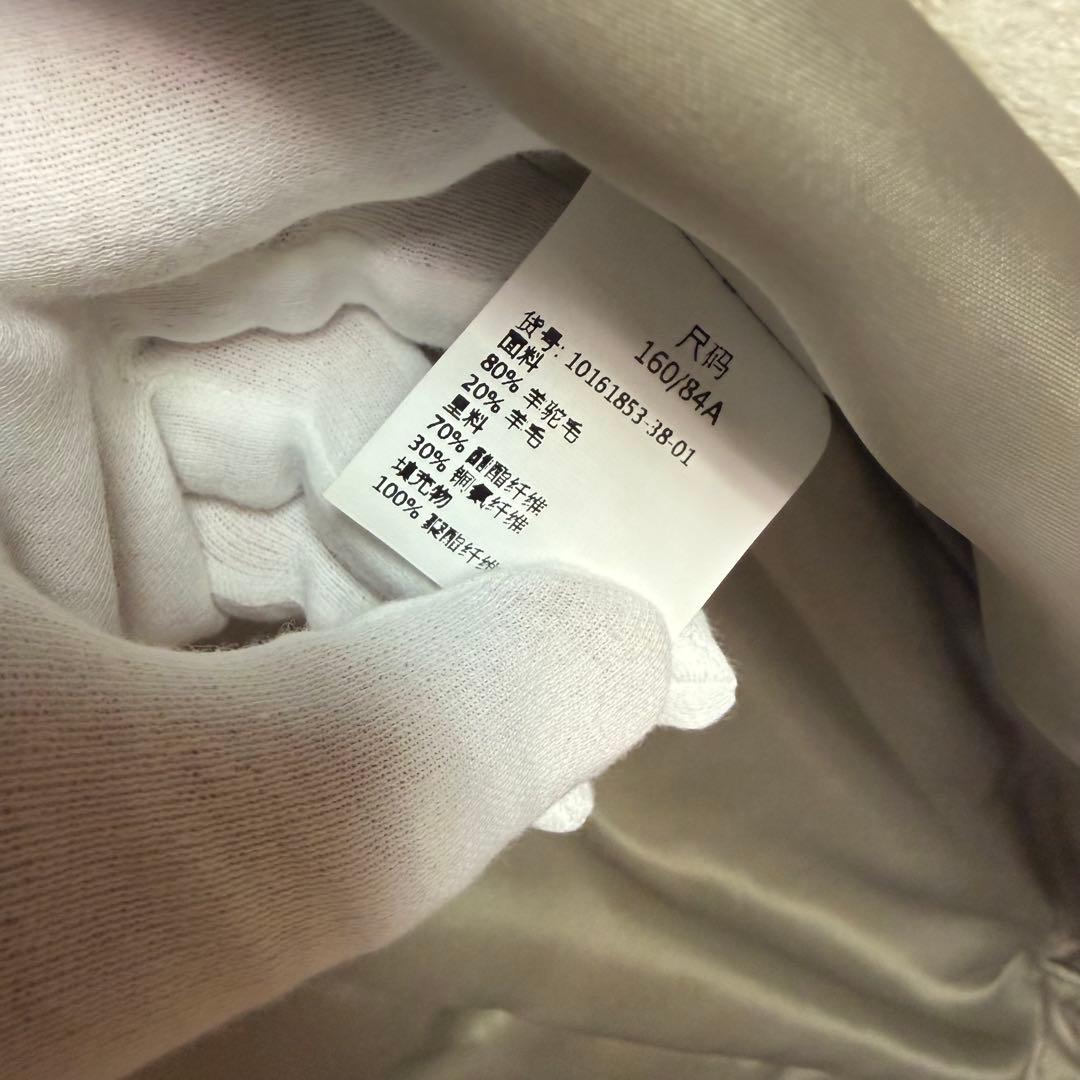 尺码
160/84A
货号: 10161853-38-01
面料
80% 羊驼毛
20% 羊毛
里料
70% 醋酯纤维
30% 铜氨纤维
填充物
100% 聚酯纤维